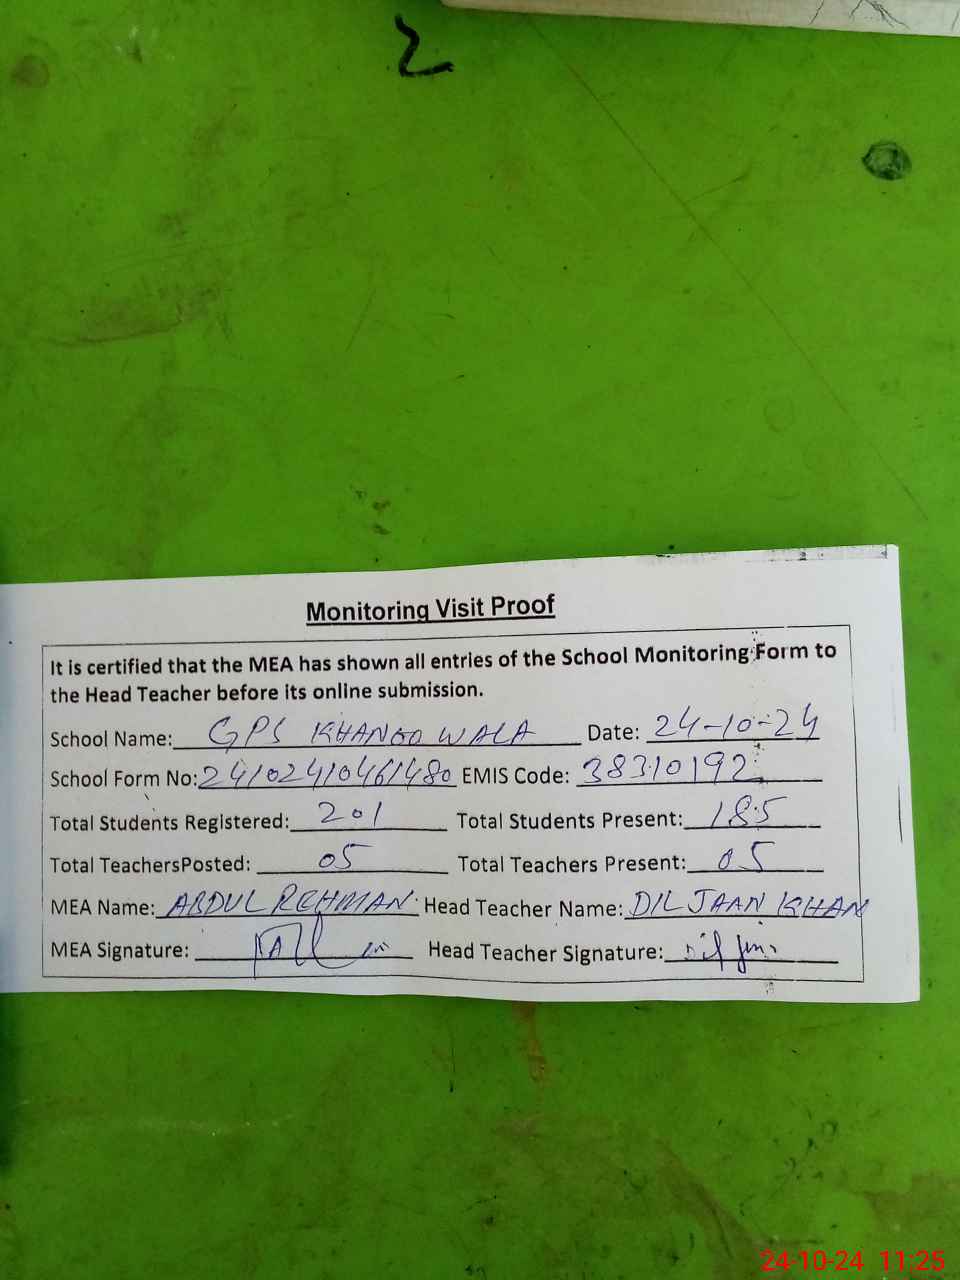 2
Monitoring Visit Proof
It is certified that the MEA has shown all entries of the School Monitoring Form to
the Head Teacher before its online submission.
School Name: GPS KHANGO WALA Date: 24-10-24
School Form No: 24102410461480 EMIS Code: 38310192
Total Students Registered: 201 Total Students Present: 185
Total TeachersPosted: 05 Total Teachers Present: 05
MEA Name: ABDUL REHMAN Head Teacher Name: DIL JAAN KHAN
MEA Signature: Head Teacher Signature:
24-10-24 11:25